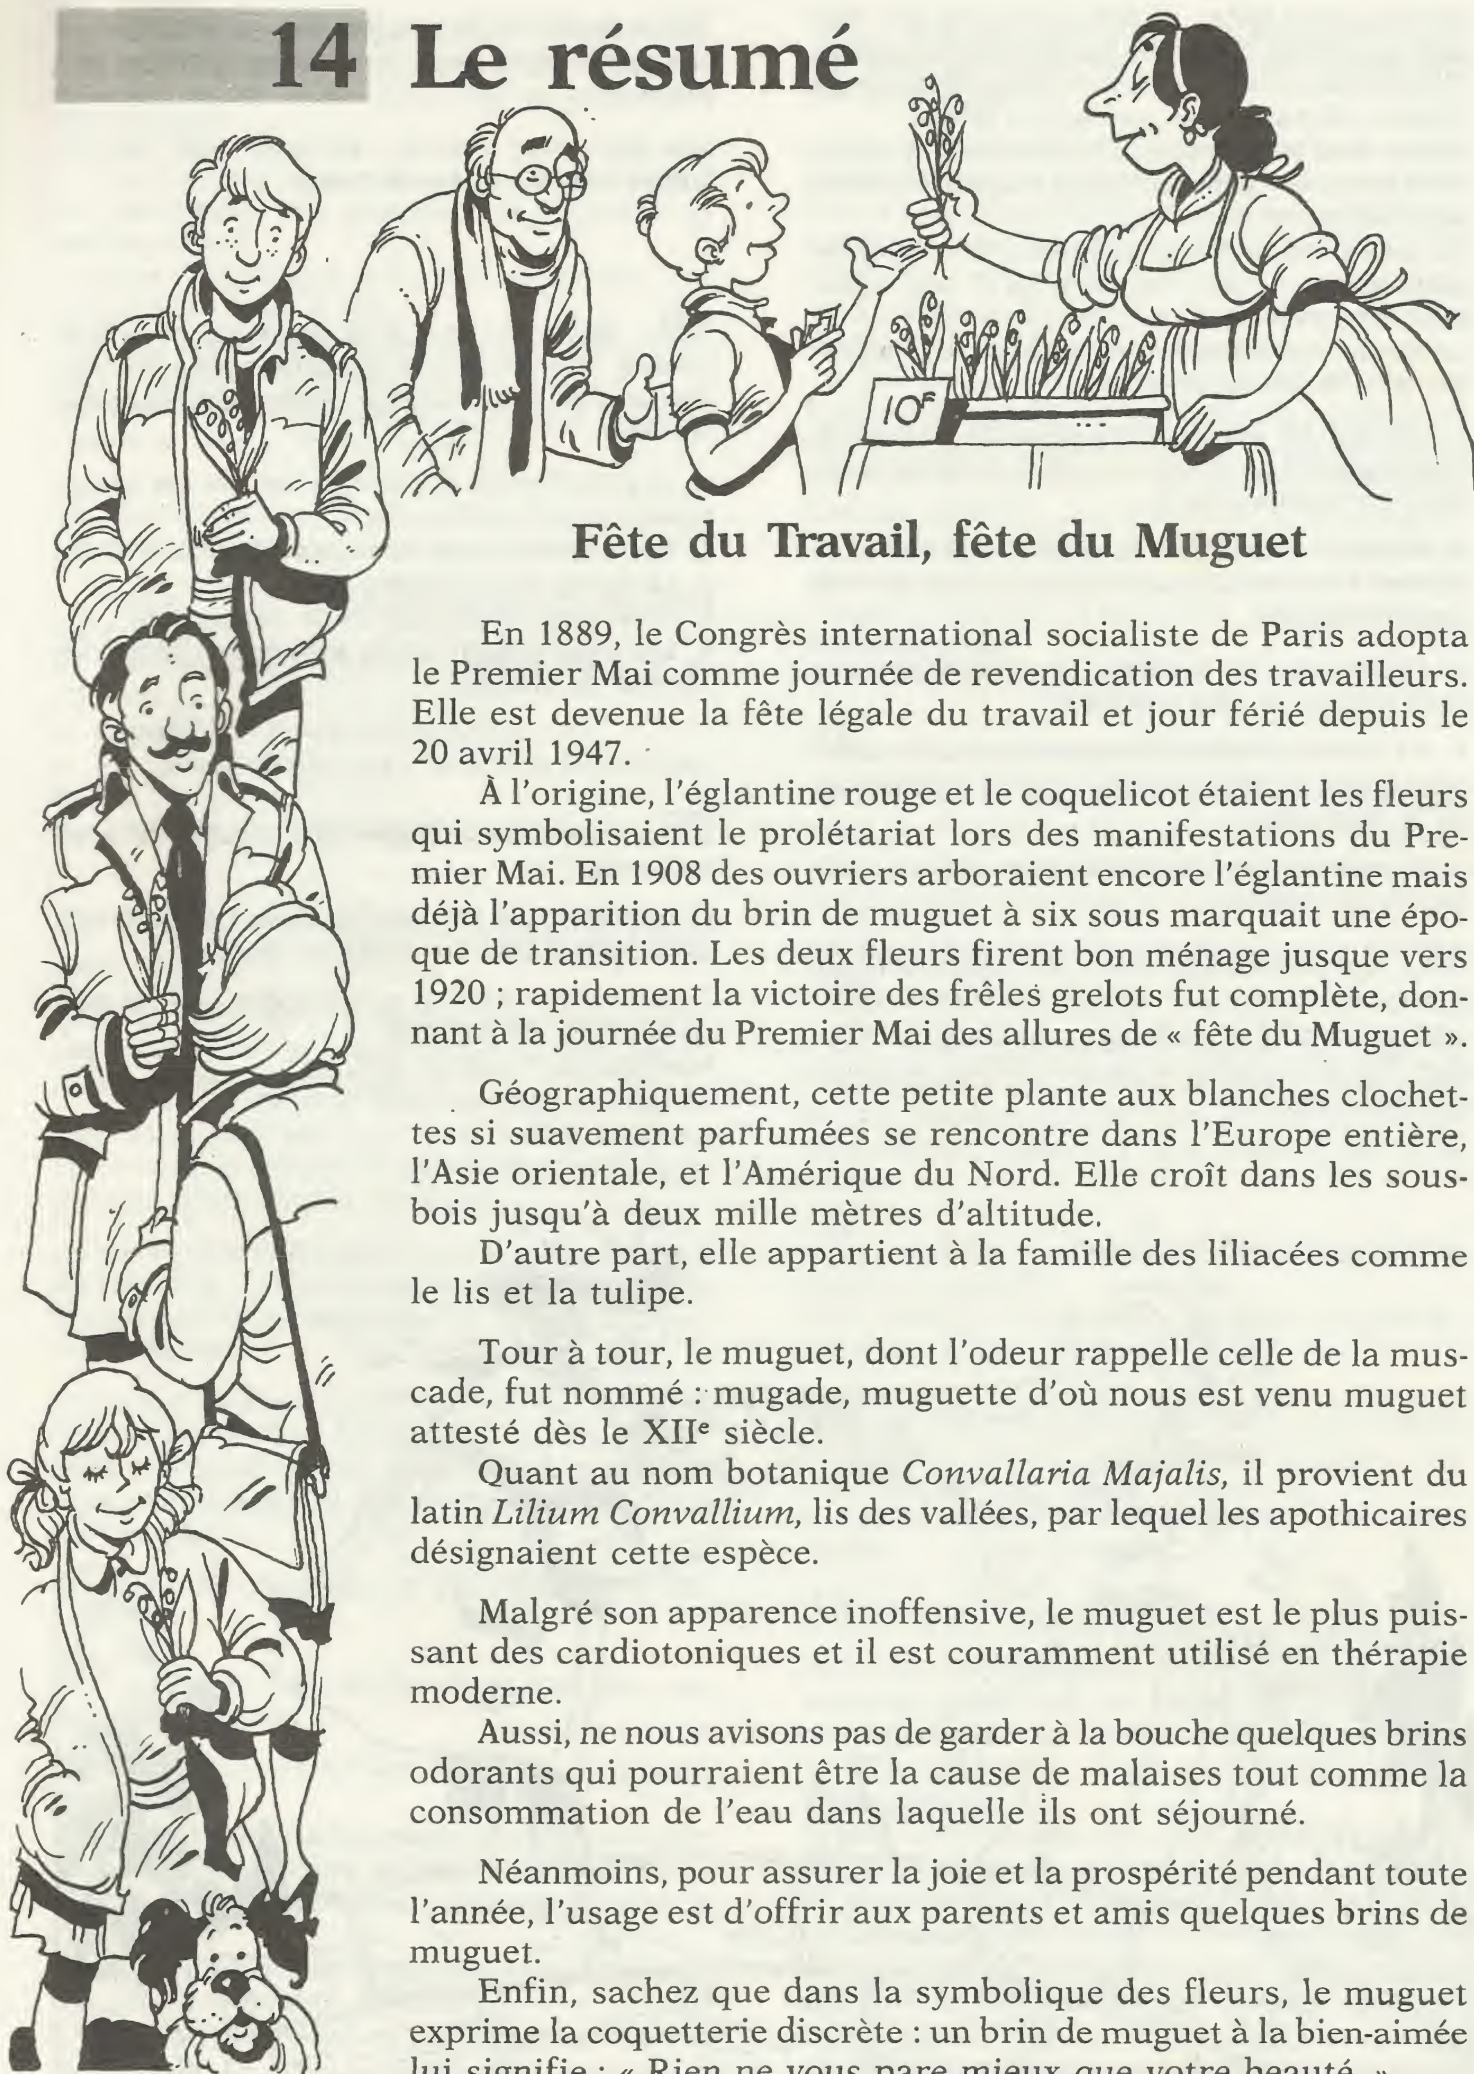 14 Le résumé
10F
Fête du Travail, fête du Muguet
En 1889, le Congrès international socialiste de Paris adopta
le Premier Mai comme journée de revendication des travailleurs.
Elle est devenue la fête légale du travail et jour férié depuis le
20 avril 1947.
À l'origine, l'églantine rouge et le coquelicot étaient les fleurs
qui symbolisaient le prolétariat lors des manifestations du Pre-
mier Mai. En 1908 des ouvriers arboraient encore l'églantine mais
déjà l'apparition du brin de muguet à six sous marquait une épo-
que de transition. Les deux fleurs firent bon ménage jusque vers
1920 ; rapidement la victoire des frêles grelots fut complète, don-
nant à la journée du Premier Mai des allures de « fête du Muguet ».
Géographiquement, cette petite plante aux blanches clochet-
tes si suavement parfumées se rencontre dans l'Europe entière,
l'Asie orientale, et l'Amérique du Nord. Elle croît dans les sous-
bois jusqu'à deux mille mètres d'altitude.
D'autre part, elle appartient à la famille des liliacées comme
le lis et la tulipe.
Tour à tour, le muguet, dont l'odeur rappelle celle de la mus-
cade, fut nommé : mugade, muguette d'où nous est venu muguet
attesté dès le XIIe siècle.
Quant au nom botanique Convallaria Majalis, il provient du
latin Lilium Convallium, lis des vallées, par lequel les apothicaires
désignaient cette espèce.
Malgré son apparence inoffensive, le muguet est le plus puis-
sant des cardiotoniques et il est couramment utilisé en thérapie
moderne.
Aussi, ne nous avisons pas de garder à la bouche quelques brins
odorants qui pourraient être la cause de malaises tout comme la
consommation de l'eau dans laquelle ils ont séjourné.
Néanmoins, pour assurer la joie et la prospérité pendant toute
l'année, l'usage est d'offrir aux parents et amis quelques brins de
muguet.
Enfin, sachez que dans la symbolique des fleurs, le muguet
exprime la coquetterie discrète : un brin de muguet à la bien-aimée
lui signifie : « Rien ne vous pare mieux que votre beauté. »